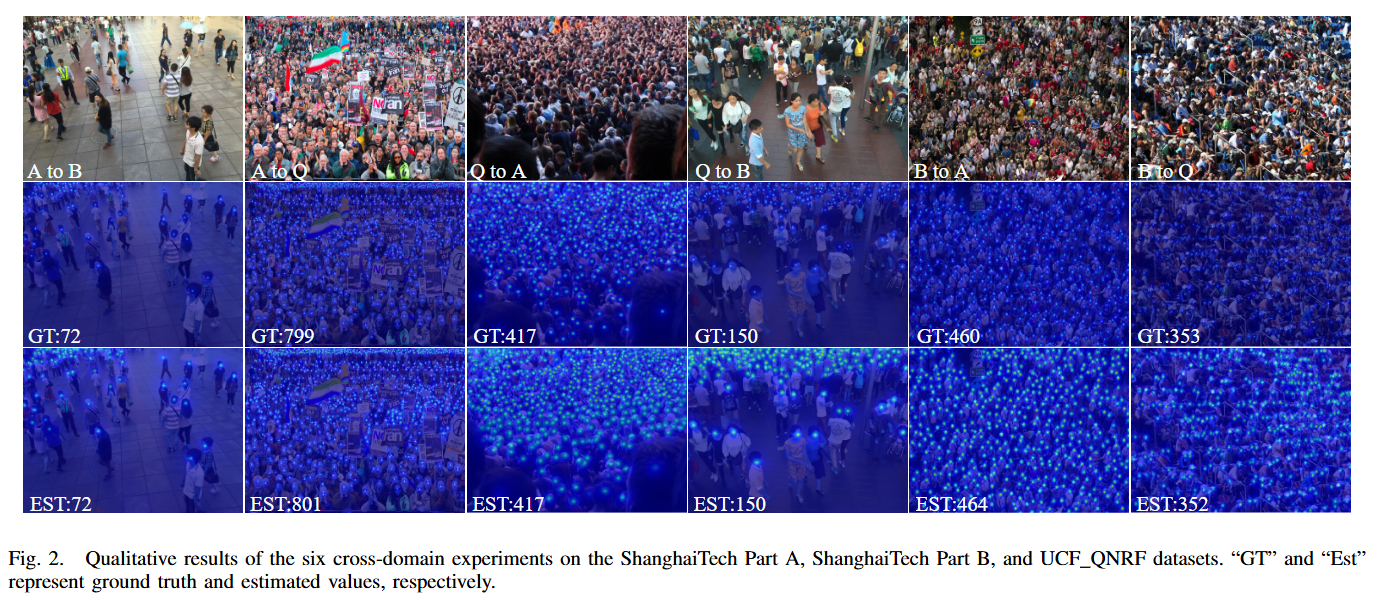 A to B
A to Q
Q to A
Q to B
B to A
B to Q
GT:72
GT:799
GT:417
GT:150
GT:460
GT:353
EST:72
EST:801
EST:417
EST:150
EST:464
EST:352
Fig. 2. Qualitative results of the six cross-domain experiments on the ShanghaiTech Part A, ShanghaiTech Part B, and UCF_QNRF datasets. “GT” and “Est”
represent ground truth and estimated values, respectively.